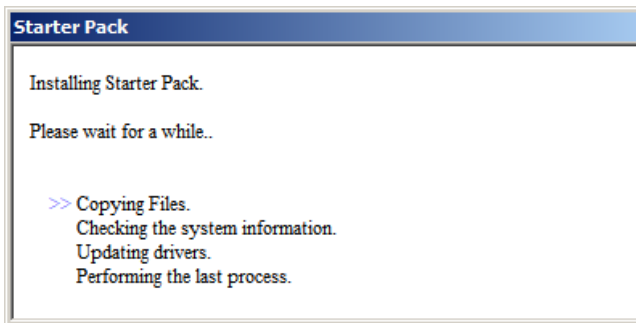 Starter Pack
Installing Starter Pack.
Please wait for a while..
>> Copying Files.
Checking the system information.
Updating drivers.
Performing the last process.